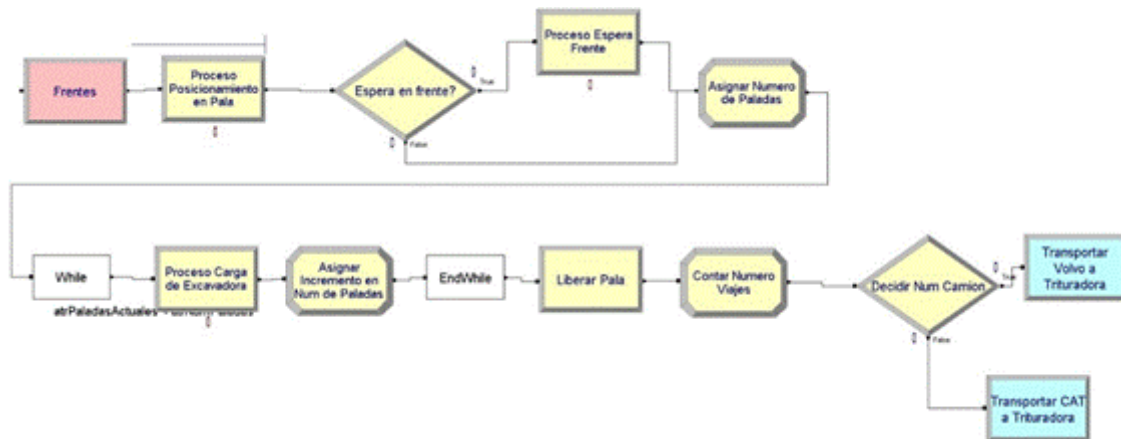 Frentes
Proceso
Posicionamiento
en Pala
Espera en frente?
True
False
Proceso Espera
Frente
Asignar Numero
de Paladas
While
atrPaladasActuales
Proceso Carga
de Excavadora
Asignar
Incremento en
Num de Paladas
EndWhile
Liberar Pala
Contar Numero
Viajes
Decidir Num Camion
True
False
Transportar
Volvo a
Trituradora
Transportar CAT
a Trituradora